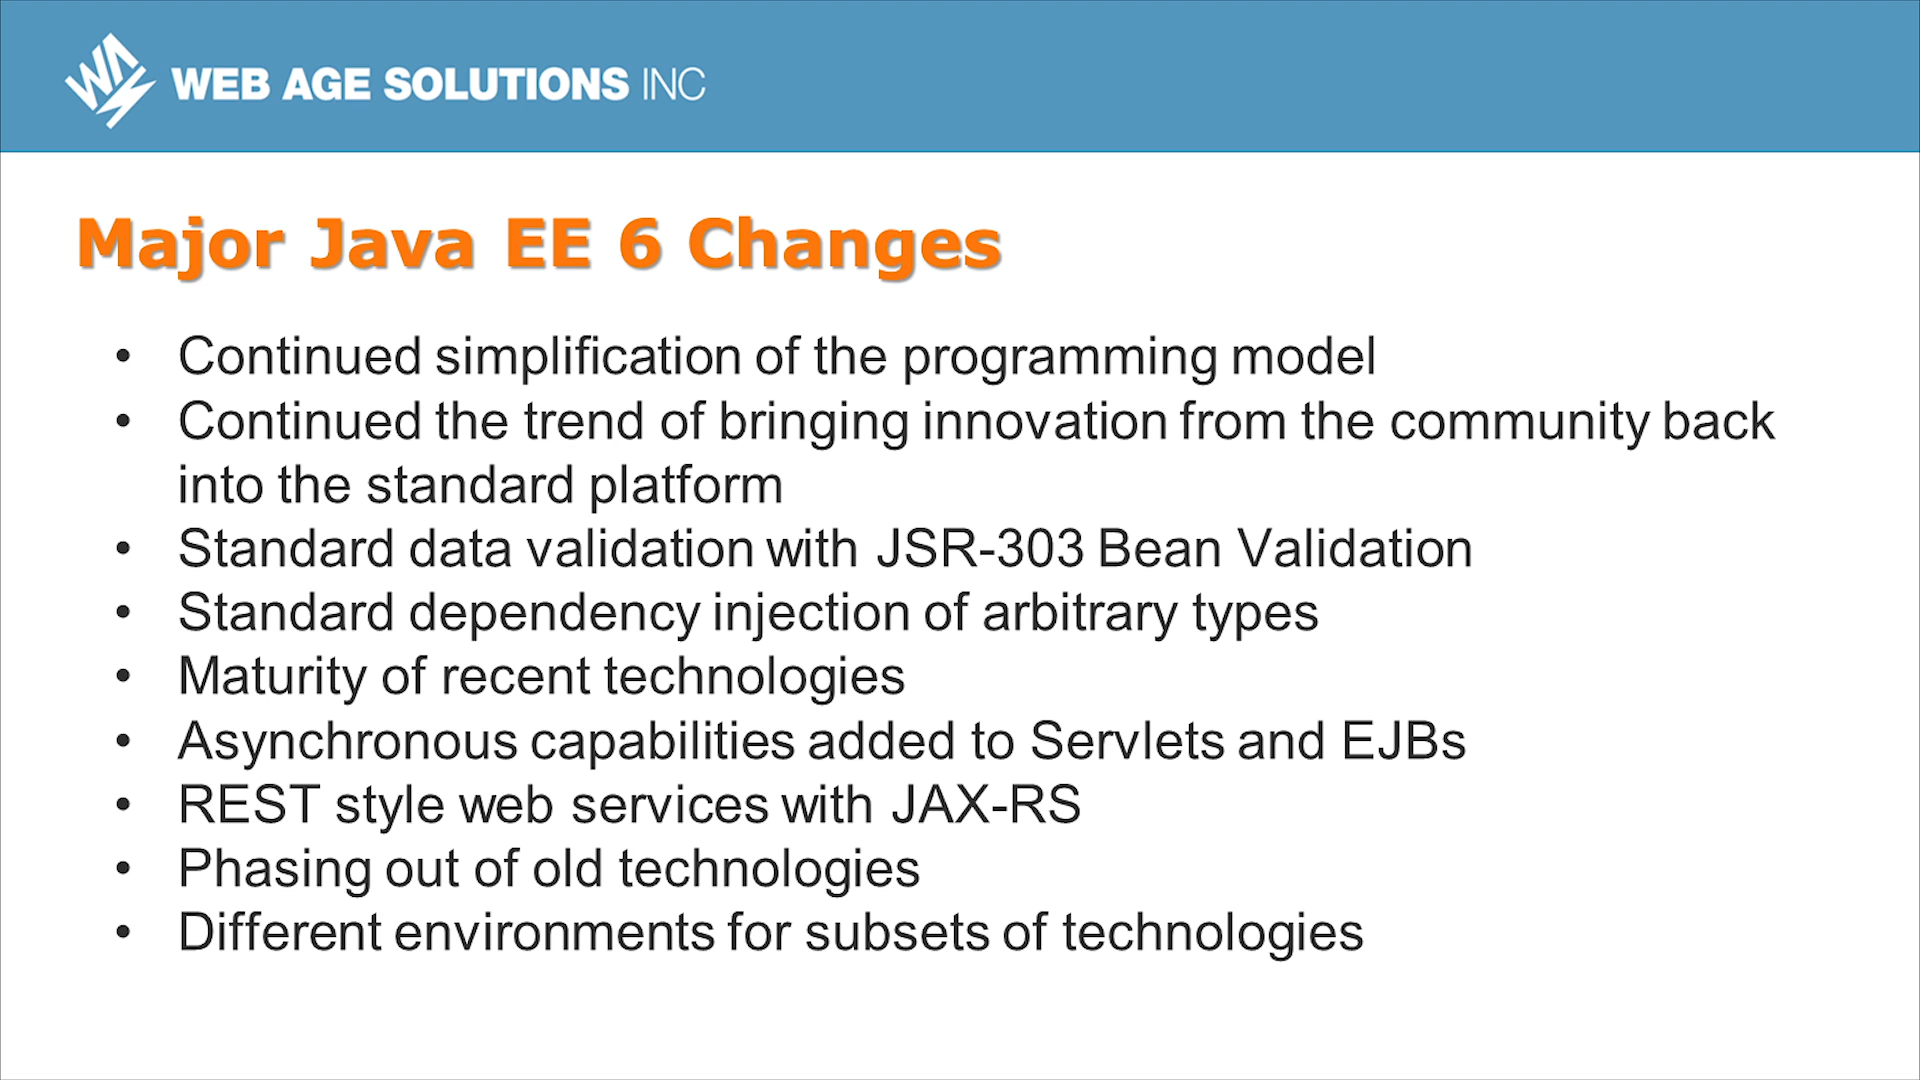 WEB AGE SOLUTIONS INC
Major Java EE 6 Changes
• Continued simplification of the programming model
• Continued the trend of bringing innovation from the community back
into the standard platform
• Standard data validation with JSR-303 Bean Validation
• Standard dependency injection of arbitrary types
• Maturity of recent technologies
• Asynchronous capabilities added to Servlets and EJBs
• REST style web services with JAX-RS
• Phasing out of old technologies
• Different environments for subsets of technologies